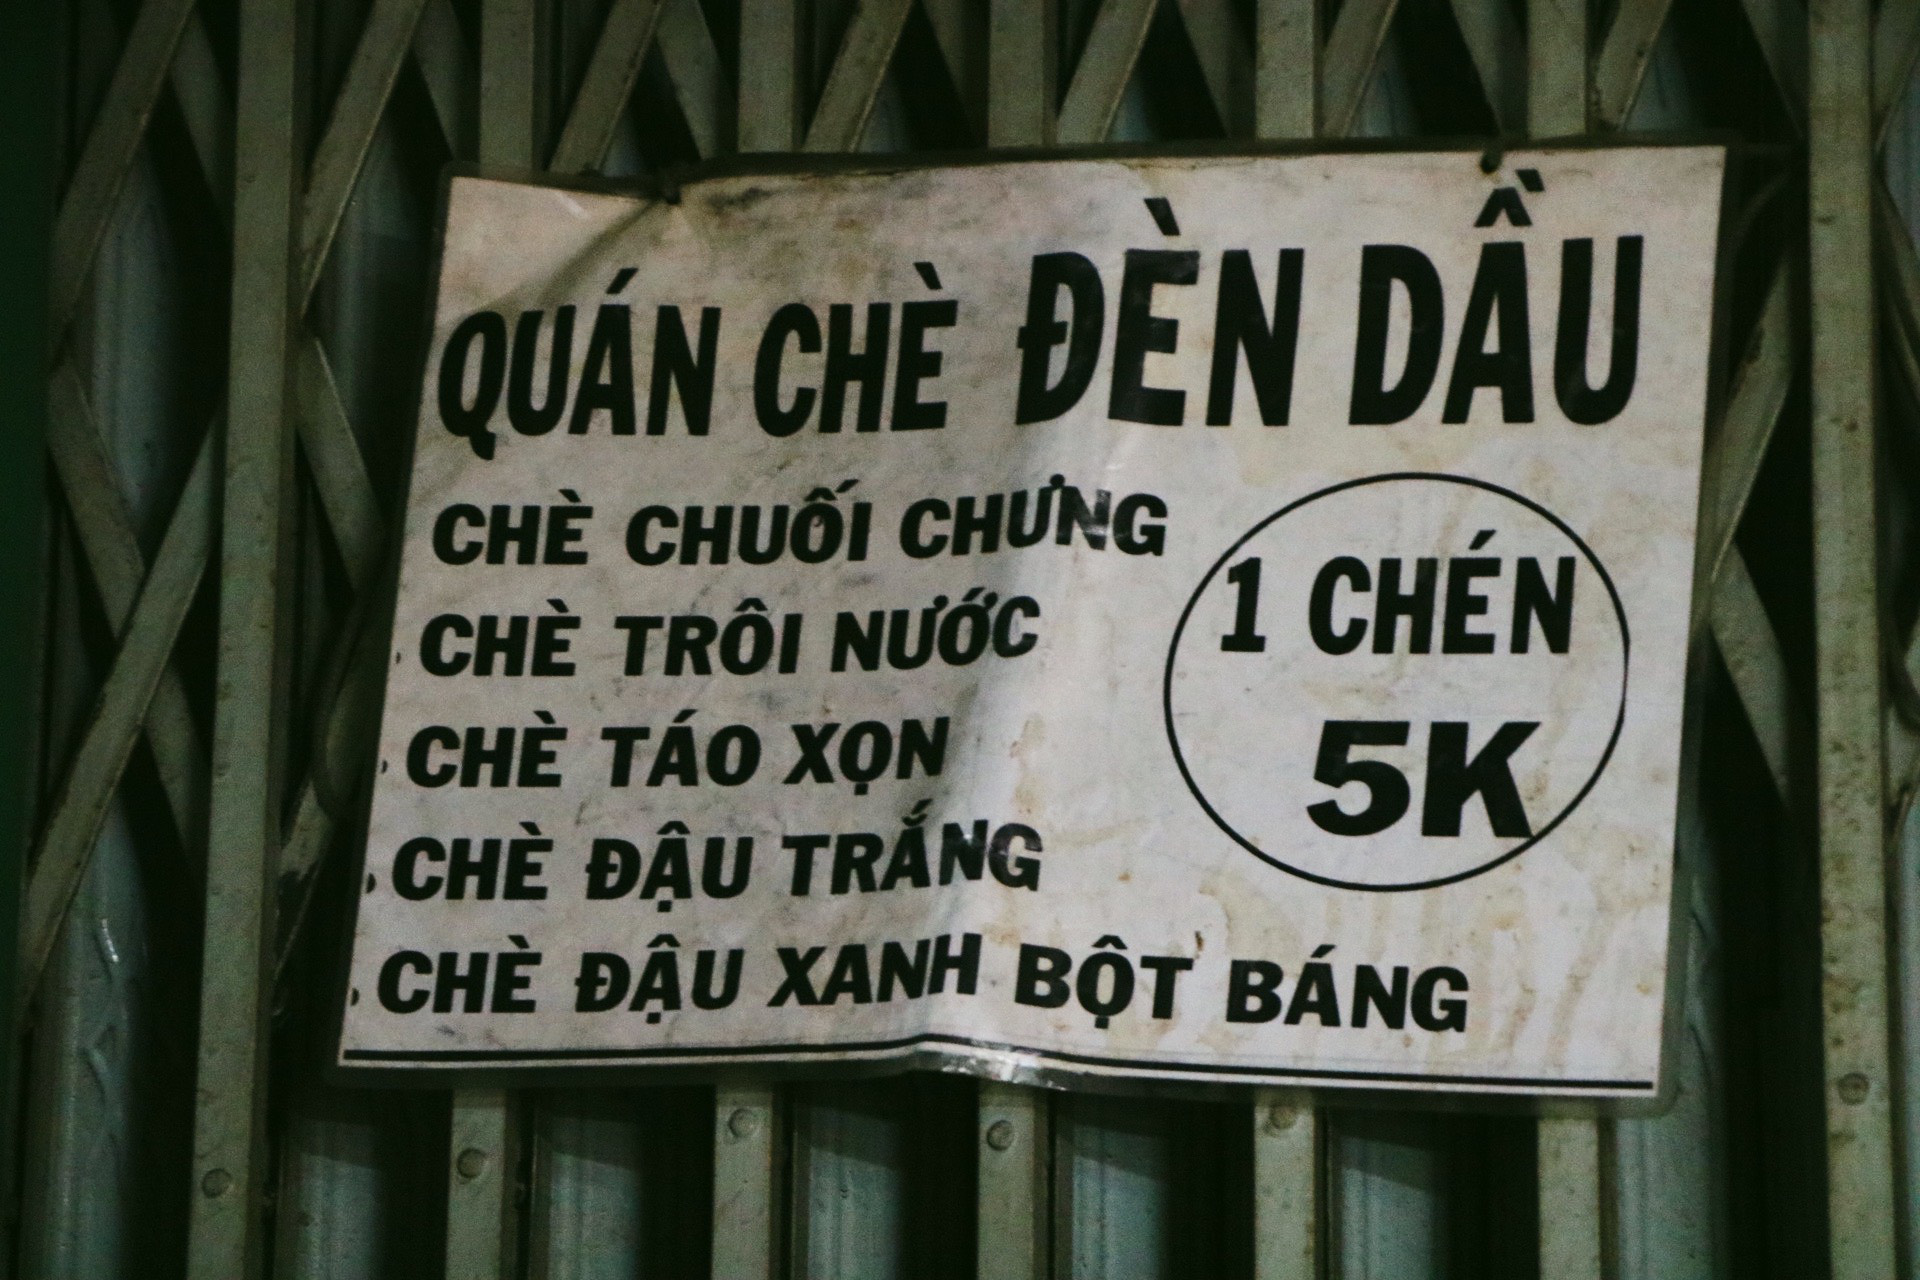 QUÁN CHÈ ĐÈN DẦU
CHÈ CHUỐI CHƯNG
CHÈ TRÔI NƯỚC
CHÈ TÁO XỌN
CHÈ ĐẬU TRẮNG
CHÈ ĐẬU XANH BỘT BÁNG
1 CHÉN
5K